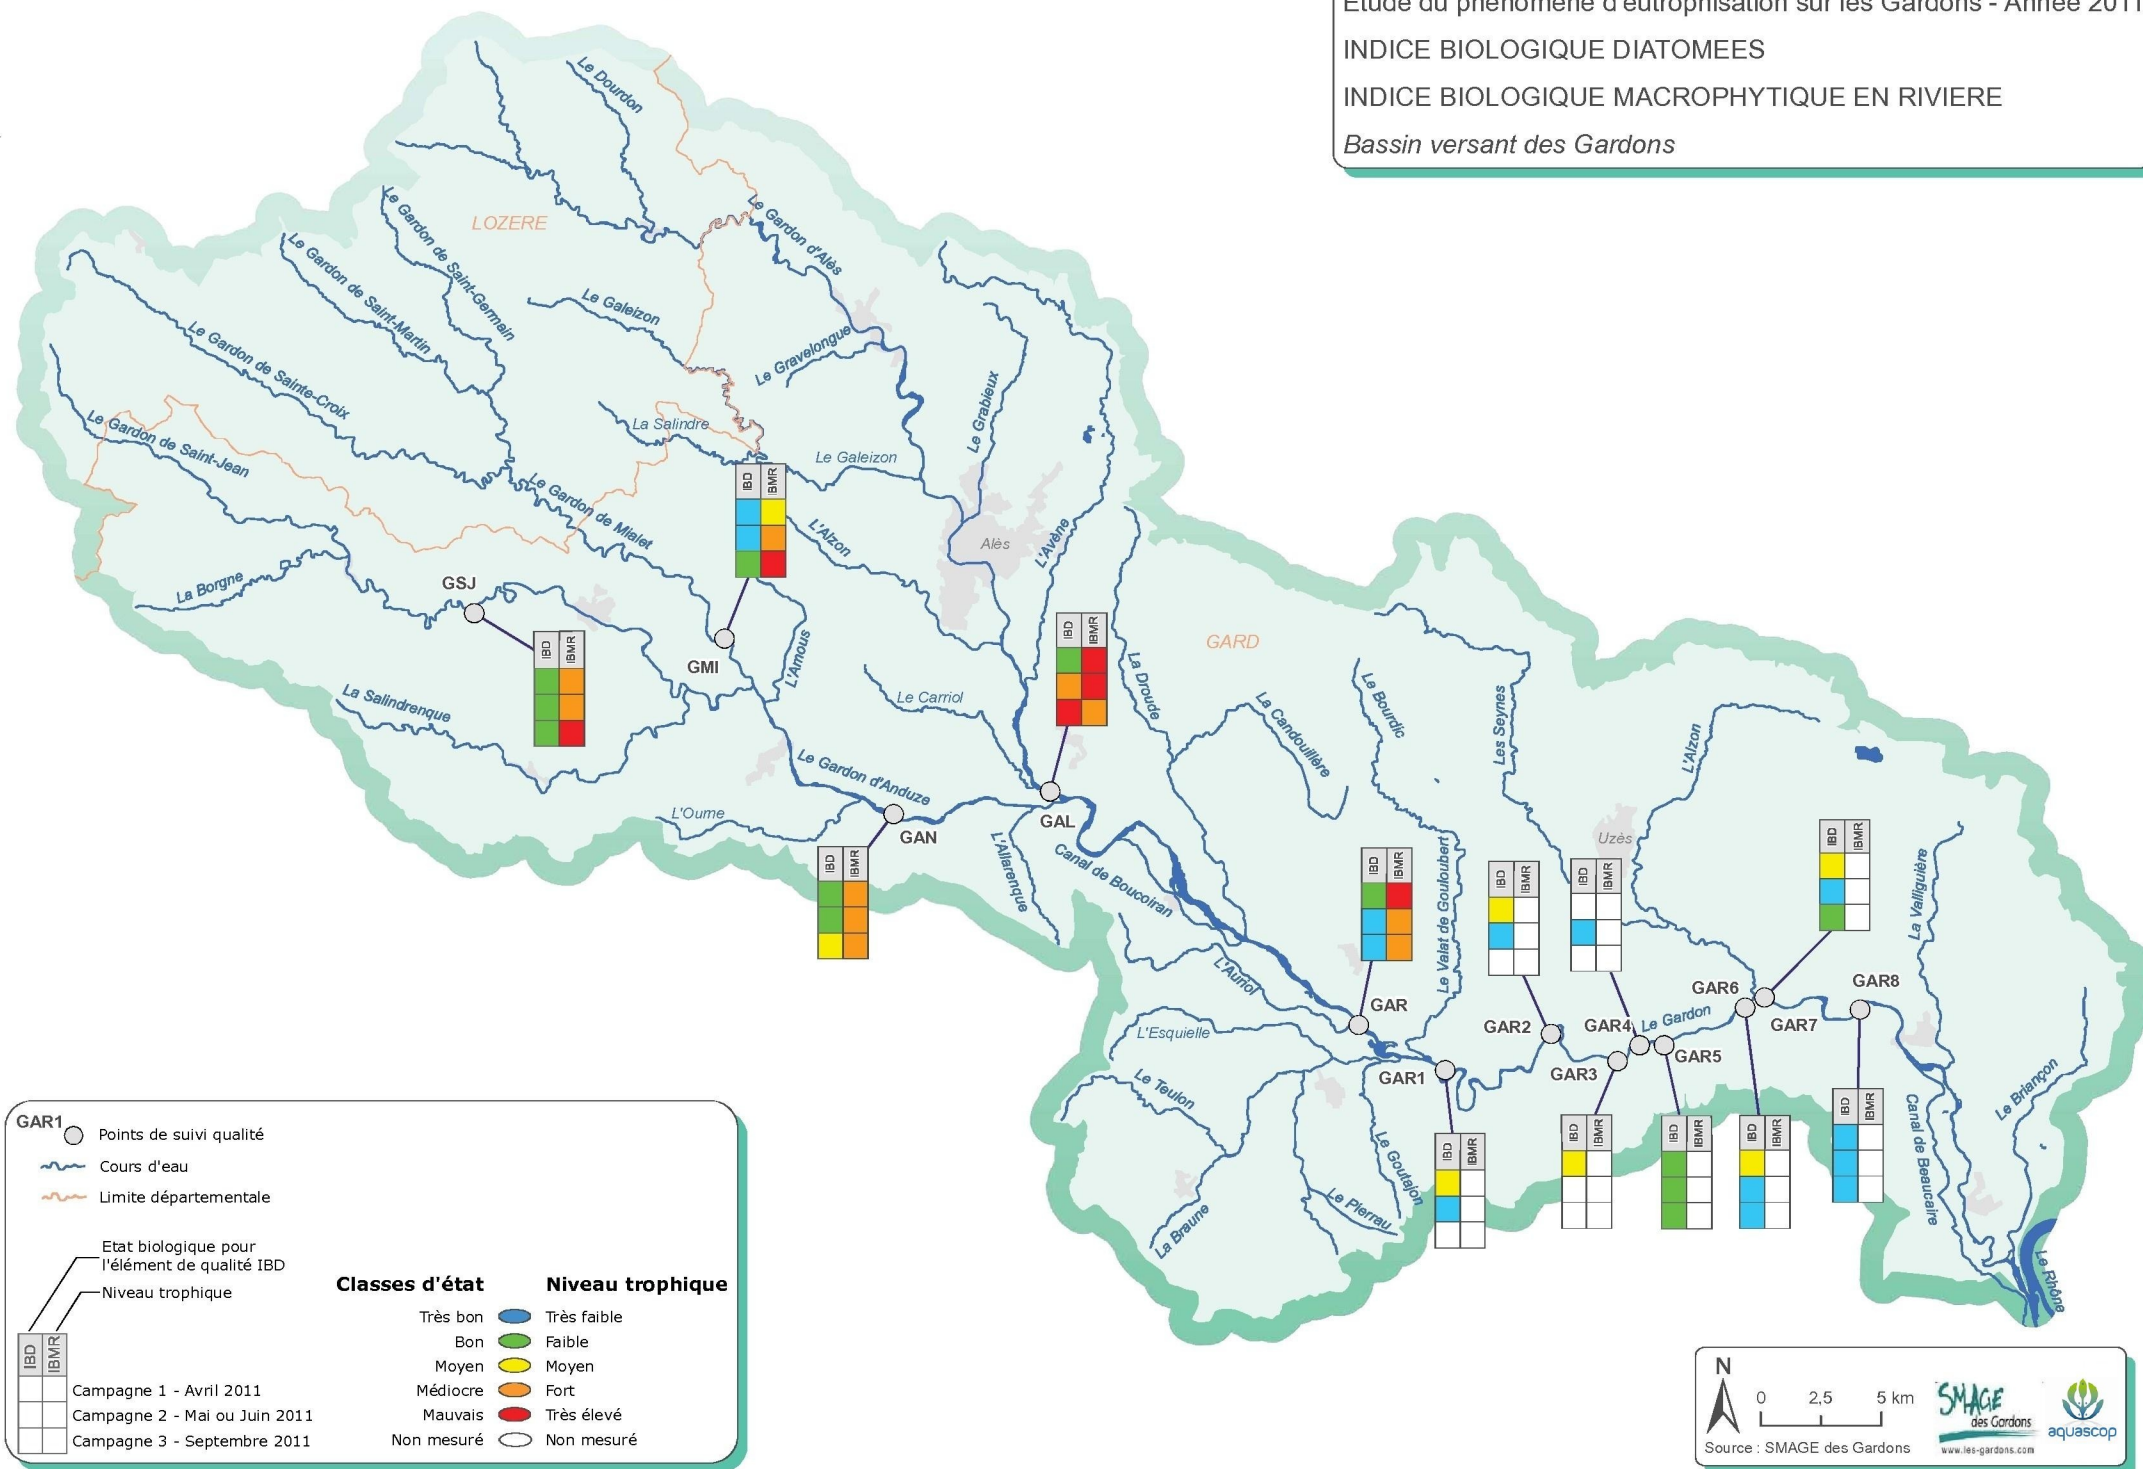 Etude du phénomène d'eutrophisation sur les Gardons - Année 2011
INDICE BIOLOGIQUE DIATOMEES
INDICE BIOLOGIQUE MACROPHYTIQUE EN RIVIERE
Bassin versant des Gardons
Le Dourdon
LOZERE
Le Gardon d'Alès
Le Gardon de Saint-Germain
Le Gardon de Saint-Martin
Le Galeizon
Le Gardon de Sainte-Croix
Le Gravelongue
Le Grabieux
Le Gardon de Saint-Jean
La Salindre
Le Galeizon
IBD
IBMR
Le Gardon de Mialet
L'Alzon
Alès
L'Avène
La Borgne
GSJ
GMI
L'Amous
IBD
IBMR
IBD
IBMR
GARD
La Droude
La Salindrenque
Le Carriol
La Candouillère
Le Bourdic
Les Seynes
L'Alzon
Le Gardon d'Anduze
L'Oume
GAN
GAL
L'Allarenque
Canal de Boucoiran
Uzès
IBD
IBMR
IBD
IBMR
Le Valat de Gouloubert
IBD
IBMR
IBD
IBMR
IBD
IBMR
La Valliguière
L'Auriol
GAR
L'Esquielle
GAR1
GAR2
GAR3
GAR4
Le Gardon
GAR5
GAR6
GAR7
GAR8
Le Teulon
Le Goutajon
Le Pierrau
La Braune
IBD
IBMR
IBD
IBMR
IBD
IBMR
IBD
IBMR
IBD
IBMR
Canal de Beaucaire
Le Briançon
Le Rhône
GAR1
Points de suivi qualité
Cours d'eau
Limite départementale
Etat biologique pour
l'élément de qualité IBD
Niveau trophique
IBD
IBMR
Campagne 1 - Avril 2011
Campagne 2 - Mai ou Juin 2011
Campagne 3 - Septembre 2011
Classes d'état Niveau trophique
Très bon Très faible
Bon Faible
Moyen Moyen
Médiocre Fort
Mauvais Très élevé
Non mesuré Non mesuré
N
0 2,5 5 km
Source : SMAGE des Gardons
SMAGE
des Gardons
www.les-gardons.com
aquascop